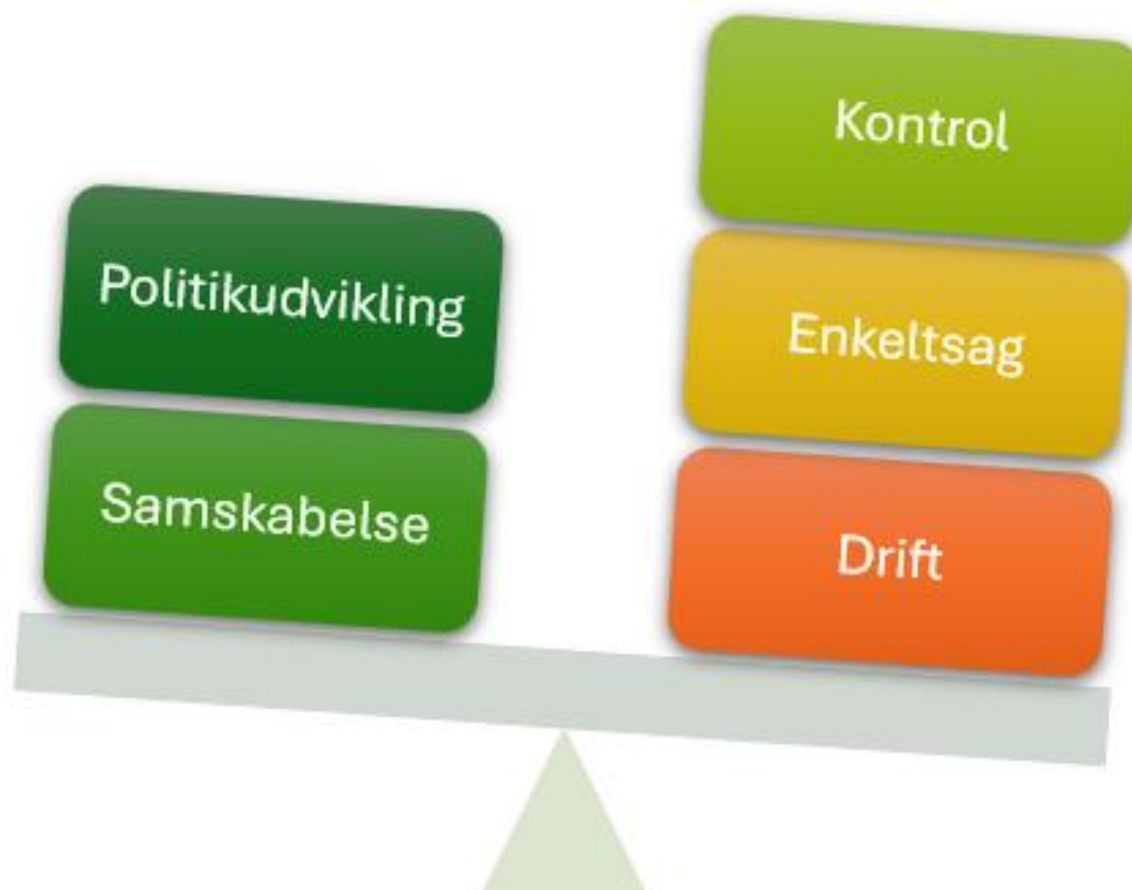 Politikudvikling
Samskabelse
Kontrol
Enkeltsag
Drift